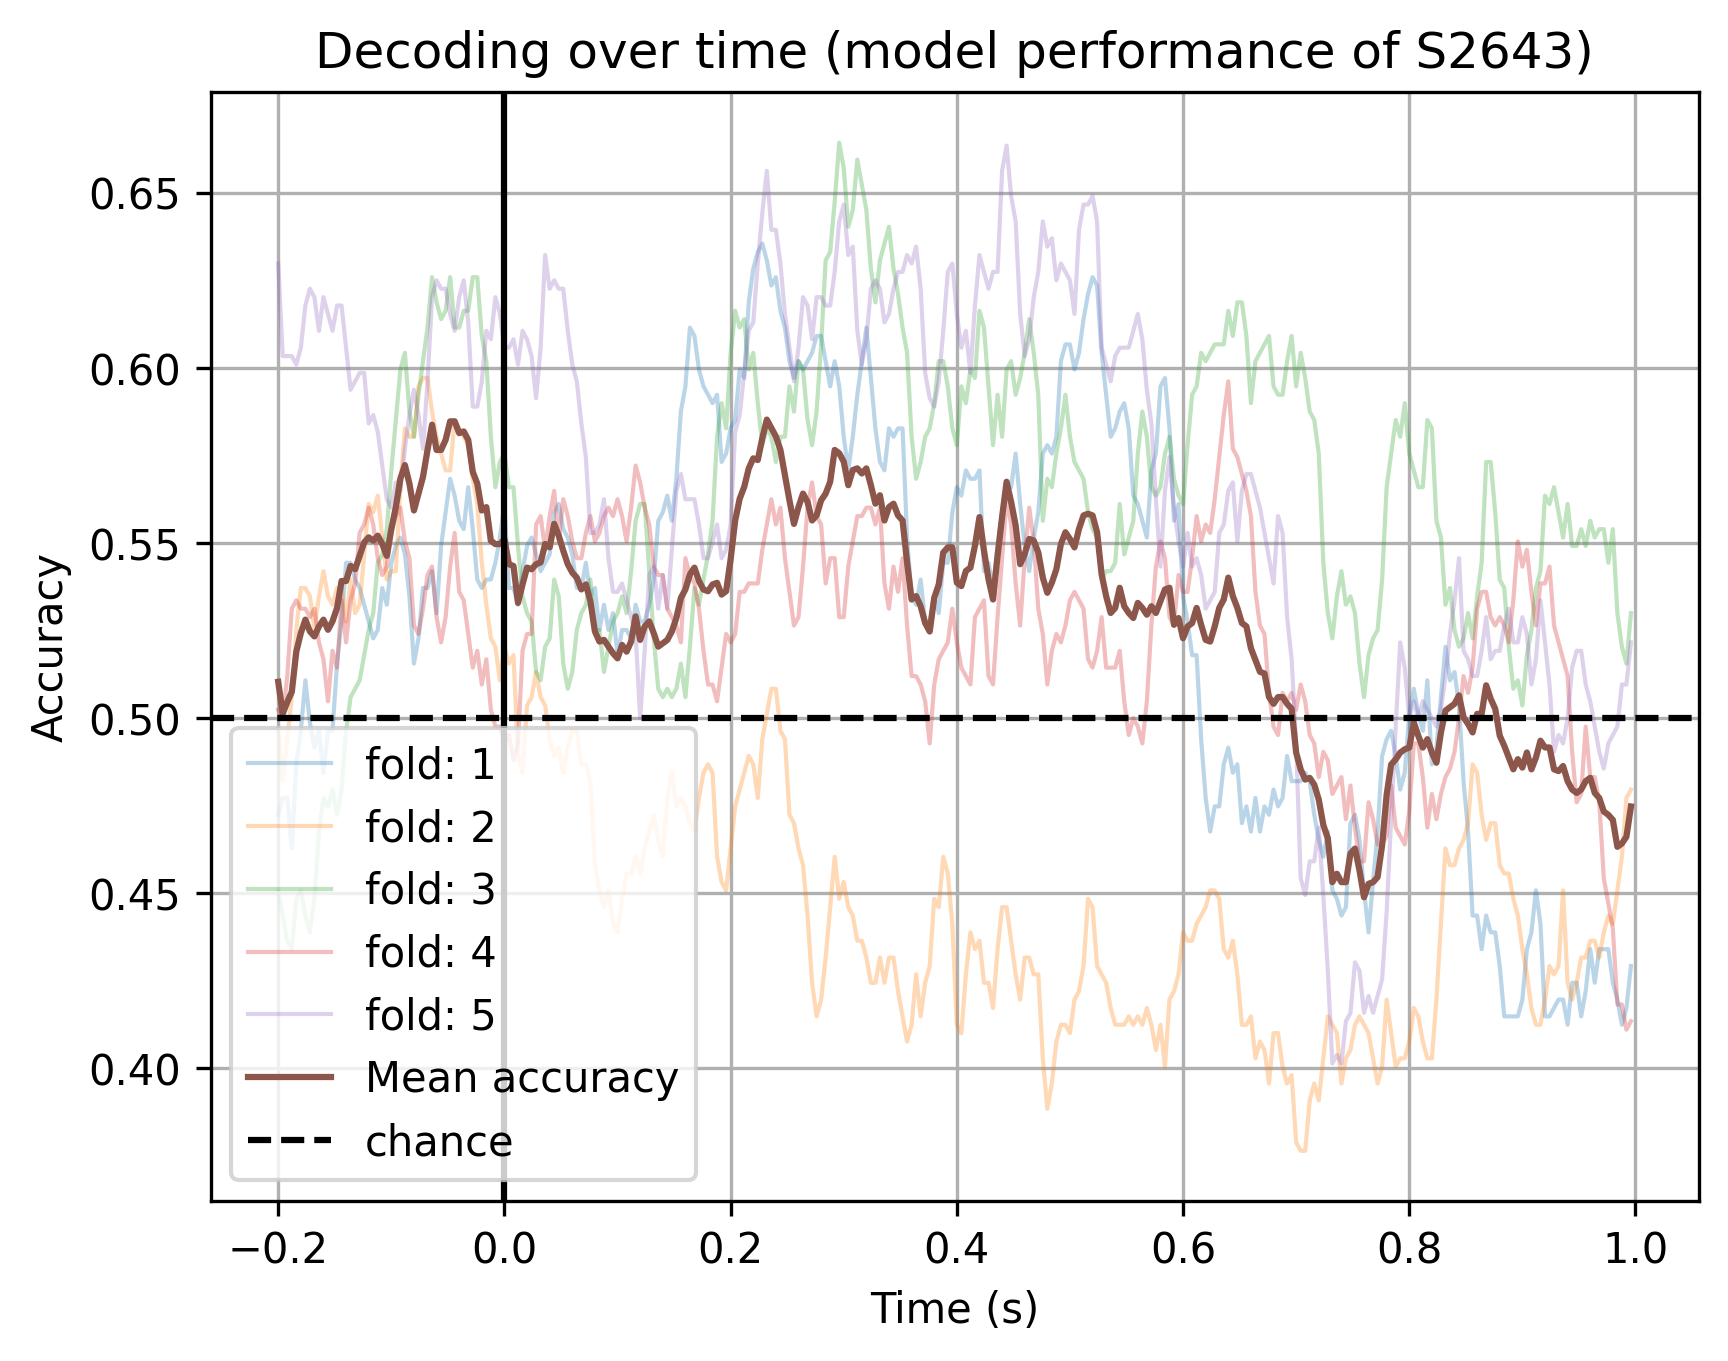 Decoding over time (model performance of S2643)
Accuracy
0.65
0.60
0.55
0.50
0.45
0.40
fold: 1
fold: 2
fold: 3
fold: 4
fold: 5
Mean accuracy
chance
−0.2 0.0 0.2 0.4 0.6 0.8 1.0
Time (s)